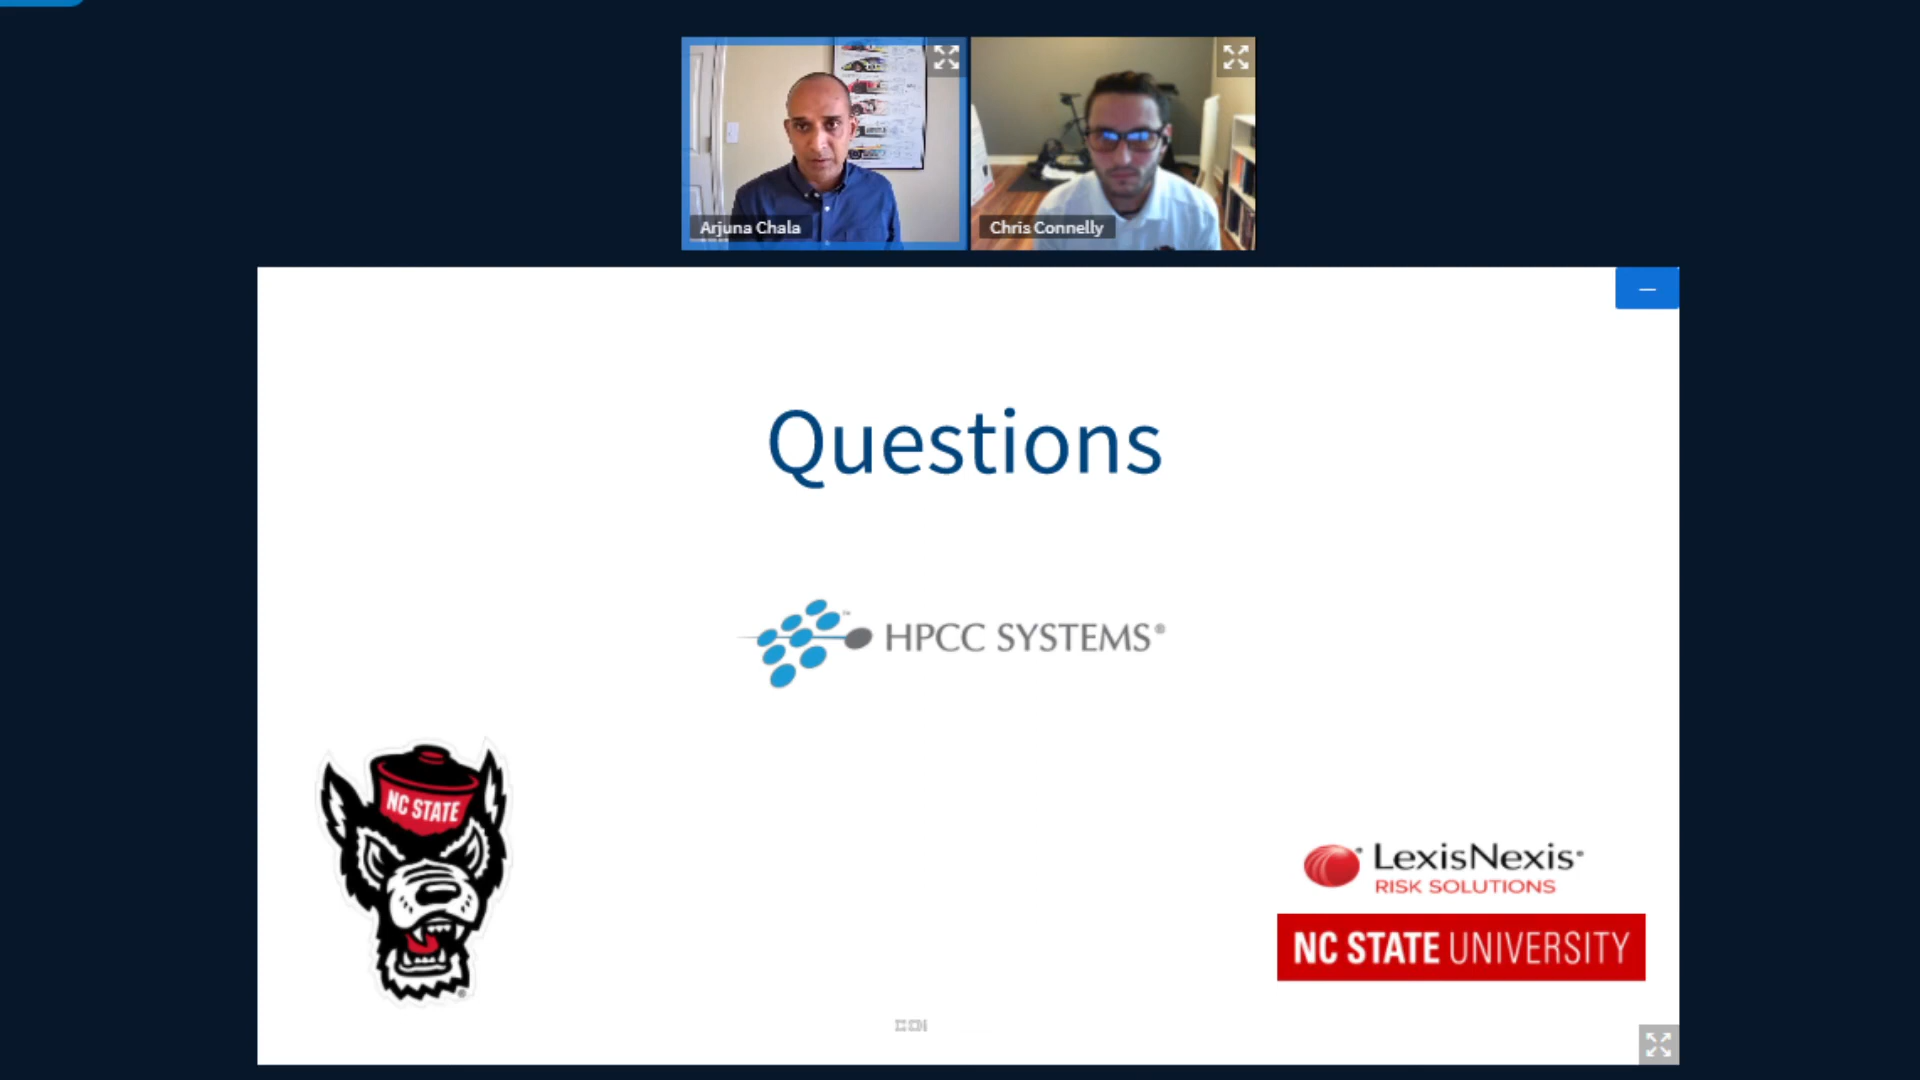 Arjuna Chala
Chris Connelly
Questions
HPCC SYSTEMS®
NC STATE
LexisNexis®
RISK SOLUTIONS
NC STATE UNIVERSITY